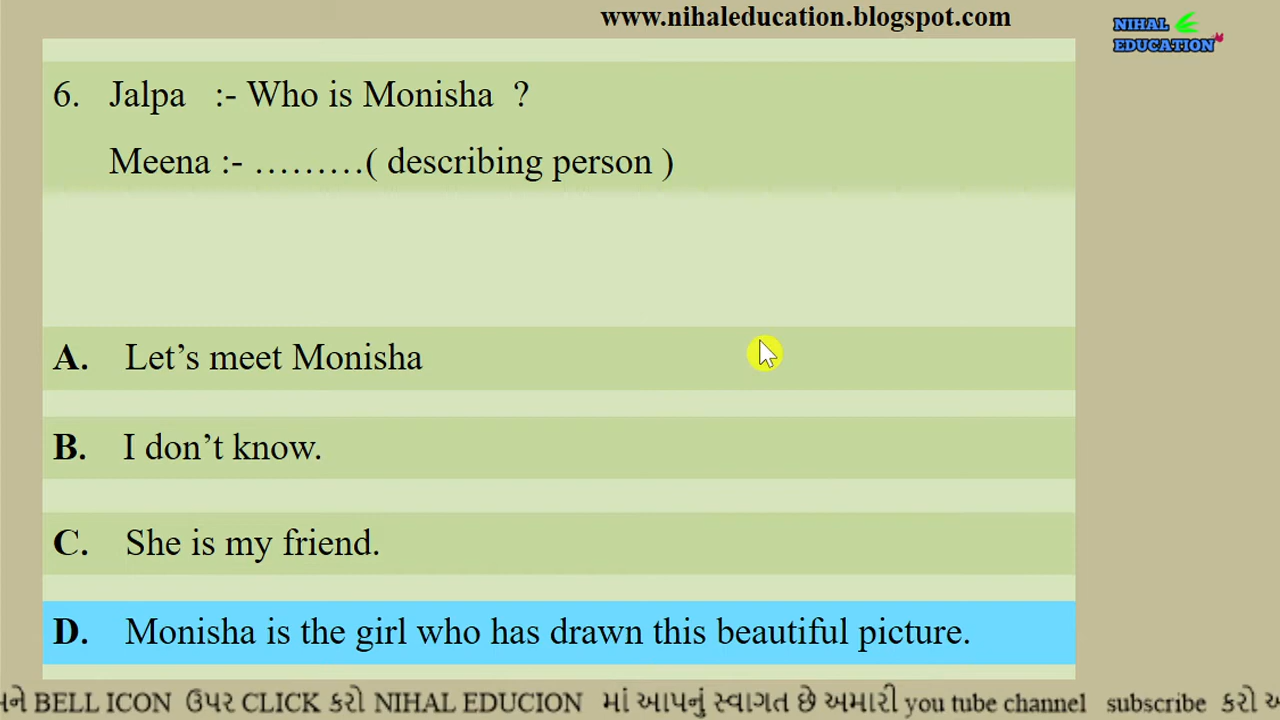 www.nihaleducation.blogspot.com
NIHAL
EDUCATION
6. Jalpa :- Who is Monisha ?
Meena :- ………( describing person )
A. Let’s meet Monisha
B. I don’t know.
C. She is my friend.
D. Monisha is the girl who has drawn this beautiful picture.
BELL ICON ઉપર CLICK કરો NIHAL EDUCION માં આપનું સ્વાગત છે અમારી you tube channel subscribe કરો